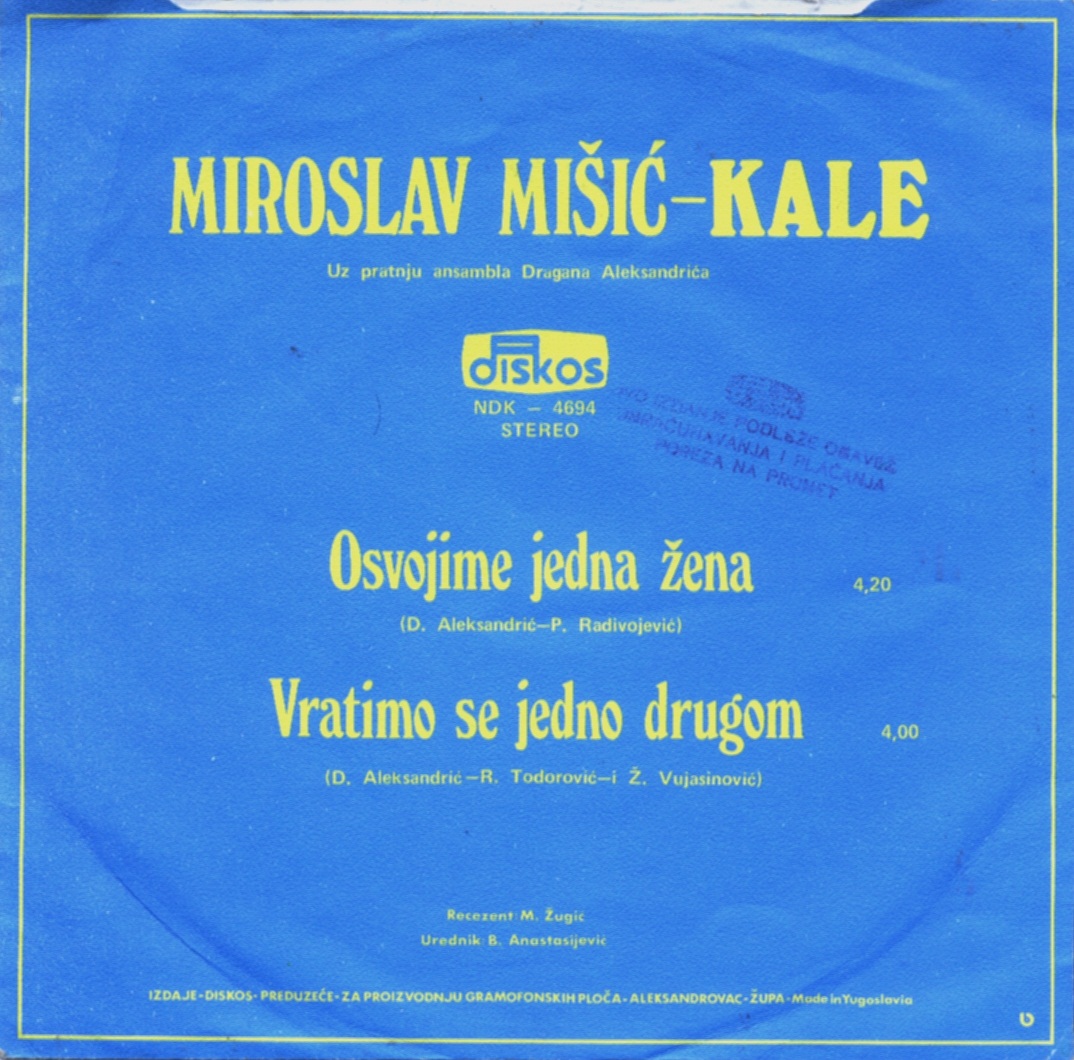 MIROSLAV MIŠIĆ–KALE
Uz pratnju ansambla Dragana Aleksandrića
diskos
NDK – 4694
STEREO
IZDANJE PODLEŽE OBAVEZ
UNAVANJA I PLAĆANJA
POREZA NA PROMET
Osvojime jedna žena 4,20
(D. Aleksandrić–P. Radivojević)
Vratimo se jedno drugom 4,00
(D. Aleksandrić–R. Todorović–i Ž. Vujasinović)
Recezent M. Žugić
Urednik B. Anastasijević
IZDAJE-DISKOS-PREDUZEĆE-ZA PROIZVODNJU GRAMOFONSKIH PLOČA-ALEKSANDROVAC-ŽUPA-Made in Yugoslavia